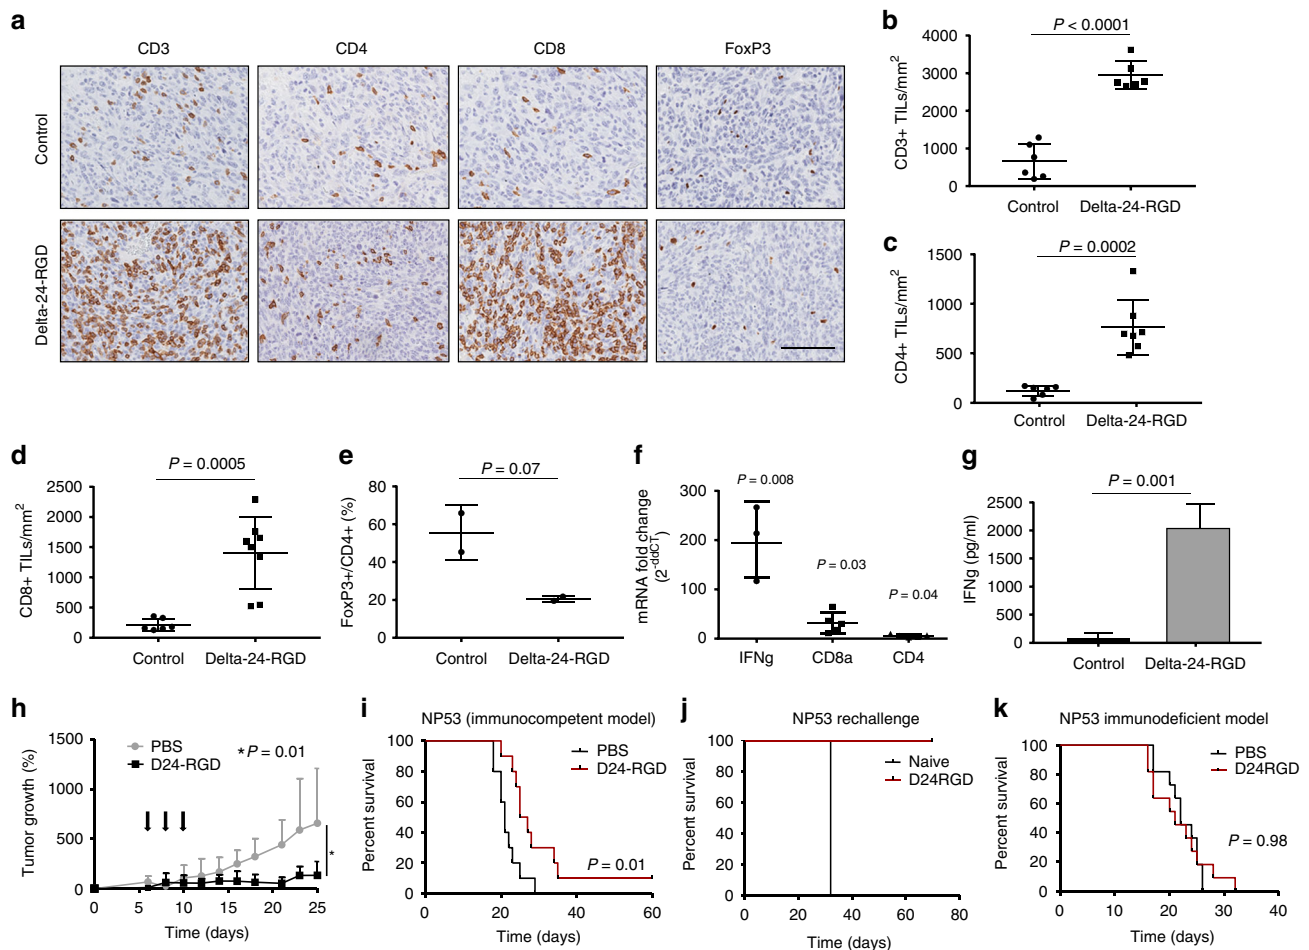 a
CD3 CD4 CD8 FoxP3
Control
Delta-24-RGD
b
P < 0.0001
CD3+ TILs/mm2
4000
3000
2000
1000
0
Control Delta-24-RGD
c
P = 0.0002
CD4+ TILs/mm2
1500
1000
500
0
Control Delta-24-RGD
d
P = 0.0005
CD8+ TILs/mm2
2500
2000
1500
1000
500
0
Control Delta-24-RGD
e
P = 0.07
FoxP3+/CD4+ (%)
80
60
40
20
0
Control Delta-24-RGD
f
mRNA fold change
(2-ddCT)
300
200
100
0
P = 0.008
P = 0.03
P = 0.04
IFNg CD8a CD4
g
P = 0.001
IFNg (pg/ml)
2500
2000
1500
1000
500
0
Control Delta-24-RGD
h
Tumor growth (%)
1500
1000
500
0
PBS
D24-RGD
*P = 0.01
*
0 5 10 15 20 25
Time (days)
i
NP53 (immunocompetent model)
Percent survival
100
80
60
40
20
0
PBS
D24-RGD
P = 0.01
0 20 40 60
Time (days)
j
NP53 rechallenge
Percent survival
100
80
60
40
20
0
Naive
D24RGD
0 20 40 60 80
Time (days)
k
NP53 immunodeficient model
Percent survival
100
80
60
40
20
0
PBS
D24RGD
P = 0.98
0 10 20 30 40
Time (days)